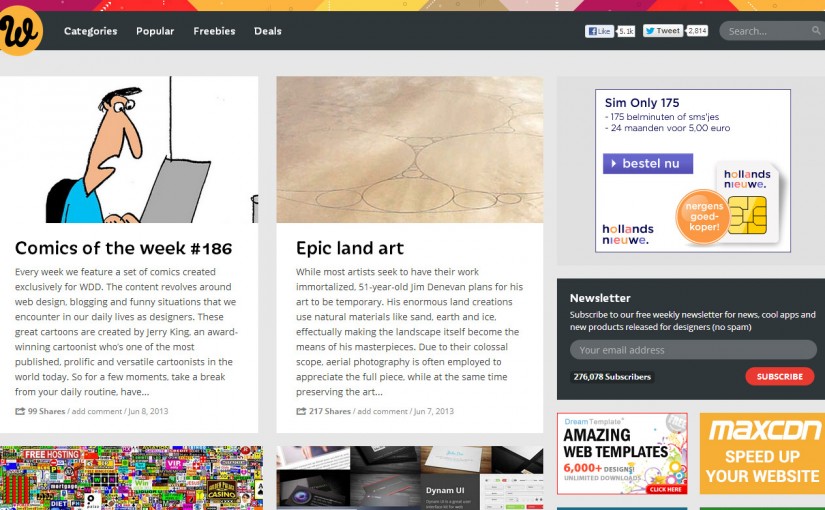 W
Categories Popular Freebies Deals
Like 5.1k Tweet 2,814 Search...
Comics of the week #186
Every week we feature a set of comics created
exclusively for WDD. The content revolves around
web design, blogging and funny situations that we
encounter in our daily lives as designers. These
great cartoons are created by Jerry King, an award-
winning cartoonist who's one of the most
published, prolific and versatile cartoonists in the
world today. So for a few moments, take a break
from your daily routine, have...
99 Shares / add comment / Jun 8, 2013
Epic land art
While most artists seek to have their work
immortalized, 51-year-old Jim Denevan plans for his
art to be temporary. His enormous land creations
use natural materials like sand, earth and ice,
effectually making the landscape itself become the
means of his masterpieces. Due to their colossal
scope, aerial photography is often employed to
appreciate the full piece, while at the same time
preserving the art...
217 Shares / add comment / Jun 7, 2013
Sim Only 175
- 175 belminuten of sms'jes
- 24 maanden voor 5,00 euro
bestel nu
hollands
nieuwe.
nergens
goed-
koper!
hollands
nieuwe.
Newsletter
Subscribe to our free weekly newsletter for news, cool apps and
new products released for designers (no spam)
Your email address
276,078 Subscribers SUBSCRIBE
DreamTemplate
AMAZING
WEB TEMPLATES
6,000+ DESIGNS!
UNLIMITED DOWNLOADS
CLICK HERE
maxcdn
SPEED UP
YOUR WEBSITE
FREE HOSTING
mortgage
VIP
DIET
CASINO
Dynam UI